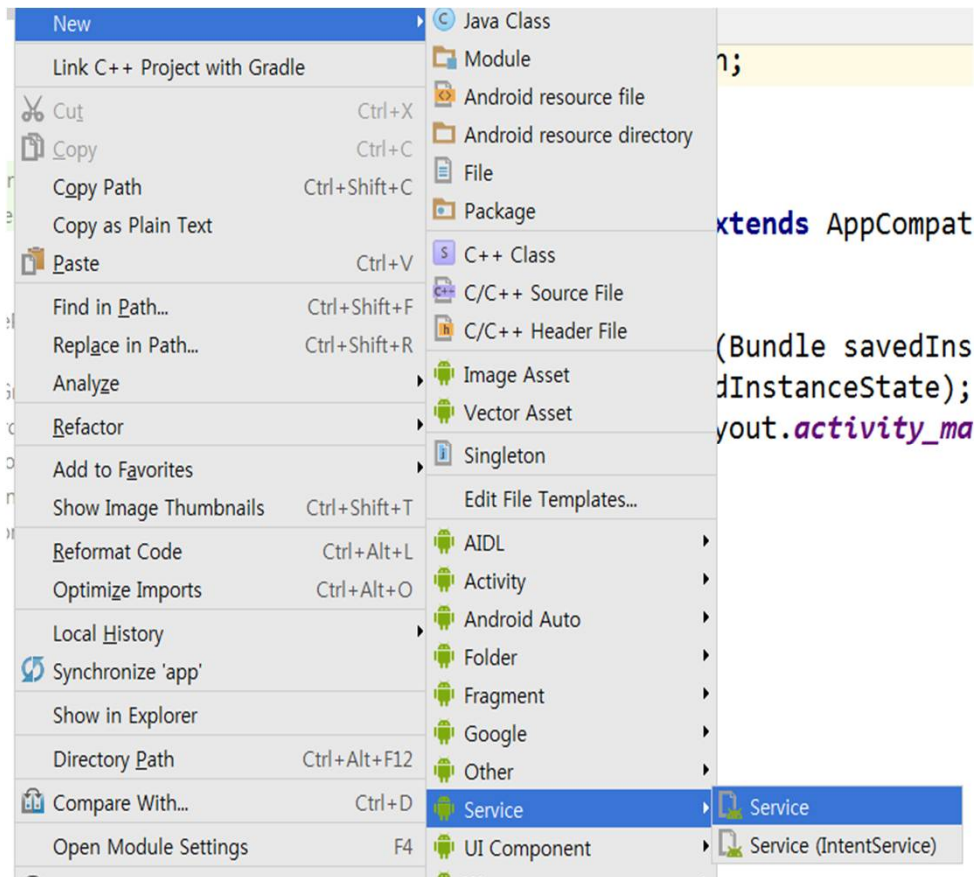 New
Link C++ Project with Gradle
Cut Ctrl+X
Copy Ctrl+C
Copy Path Ctrl+Shift+C
Copy as Plain Text
Paste Ctrl+V
Find in Path... Ctrl+Shift+F
Replace in Path... Ctrl+Shift+R
Analyze
Refactor
Add to Favorites
Show Image Thumbnails Ctrl+Shift+T
Reformat Code Ctrl+Alt+L
Optimize Imports Ctrl+Alt+O
Local History
Synchronize 'app'
Show in Explorer
Directory Path Ctrl+Alt+F12
Compare With... Ctrl+D
Open Module Settings F4
Java Class
Module
Android resource file
Android resource directory
File
Package
C++ Class
C/C++ Source File
C/C++ Header File
Image Asset
Vector Asset
Singleton
Edit File Templates...
AIDL
Activity
Android Auto
Folder
Fragment
Google
Other
Service
UI Component
Service
Service (IntentService)
n;
xtends AppCompat
(Bundle savedIns
dInstanceState);
yout.activity_ma